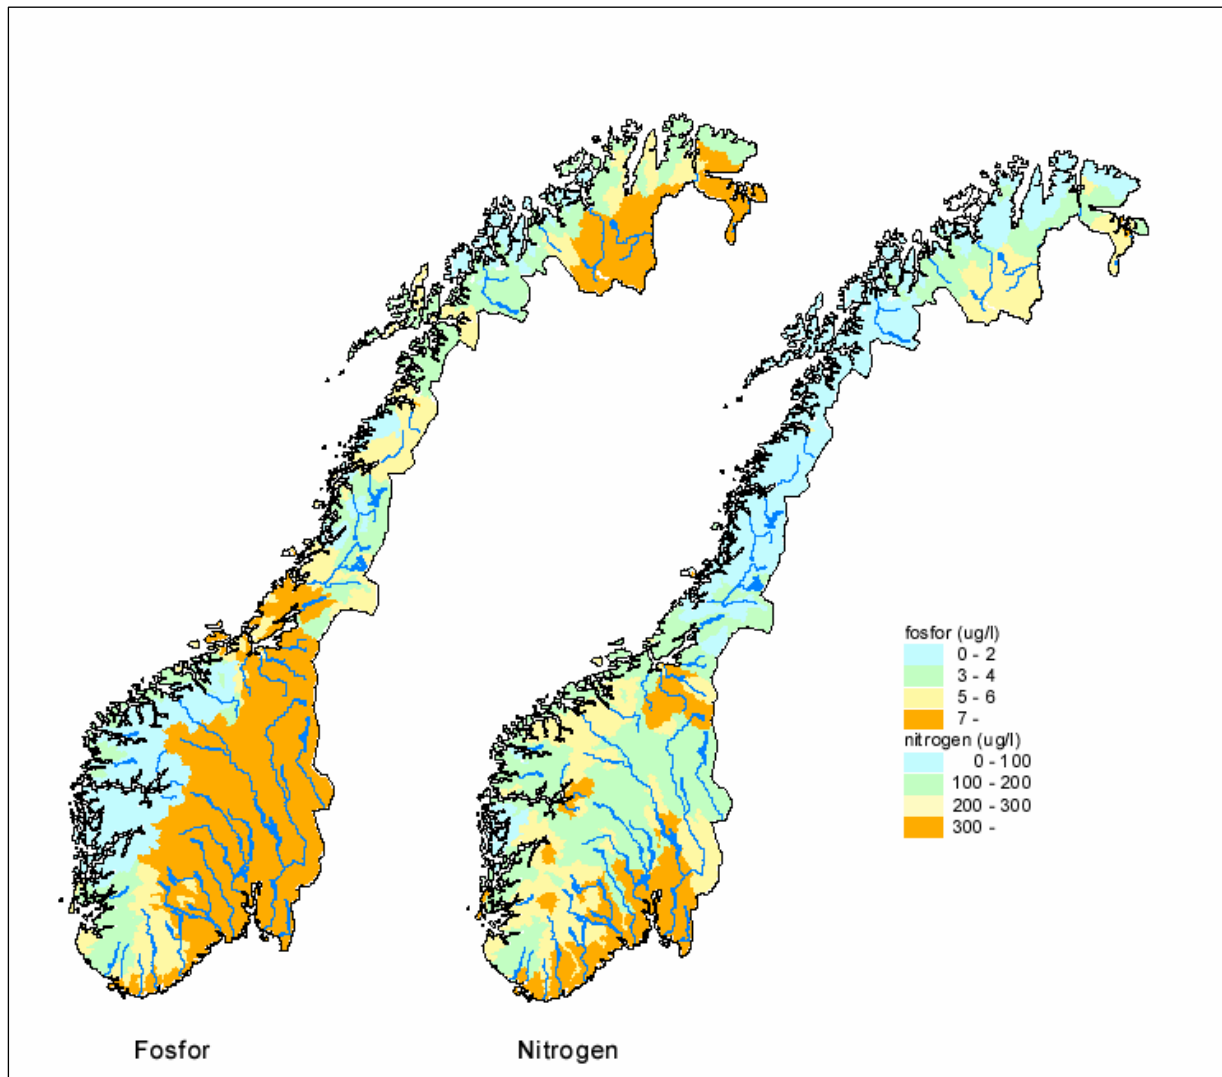 fosfor (ug/l)
0 - 2
3 - 4
5 - 6
7 -
nitrogen (ug/l)
0 - 100
100 - 200
200 - 300
300 -
Fosfor
Nitrogen